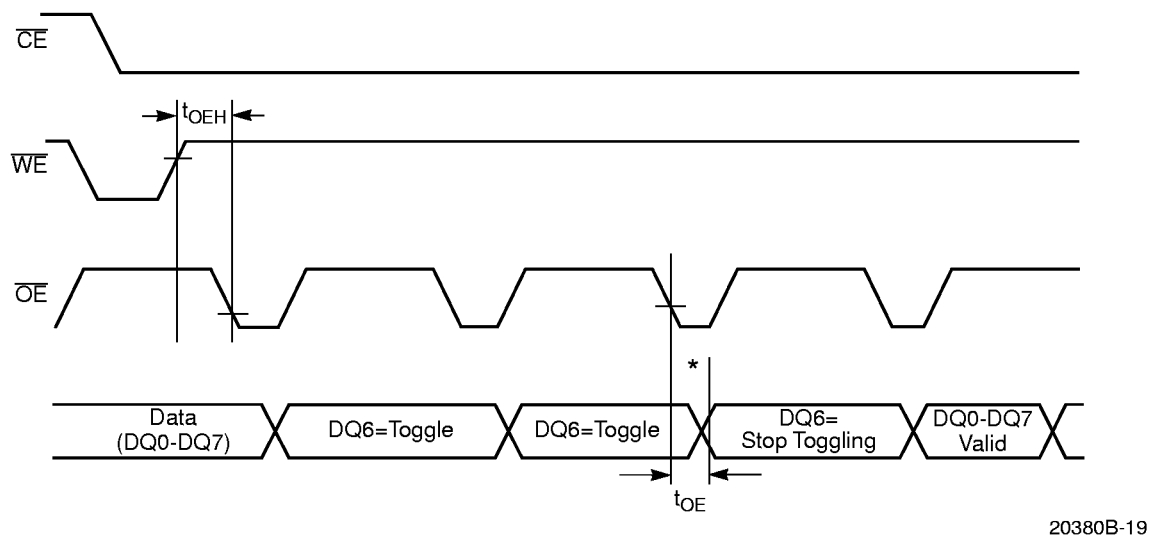 CE
tOEH
WE
OE
*
Data
(DQ0-DQ7)
DQ6=Toggle
DQ6=Toggle
DQ6=
Stop Toggling
DQ0-DQ7
Valid
tOE
20380B-19